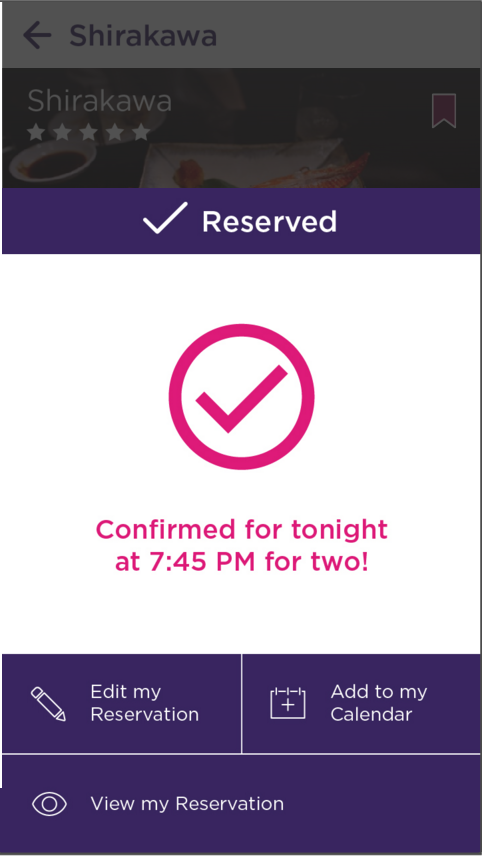 Shirakawa
Shirakawa
Reserved
Confirmed for tonight
at 7:45 PM for two!
Edit my
Reservation
Add to my
Calendar
View my Reservation